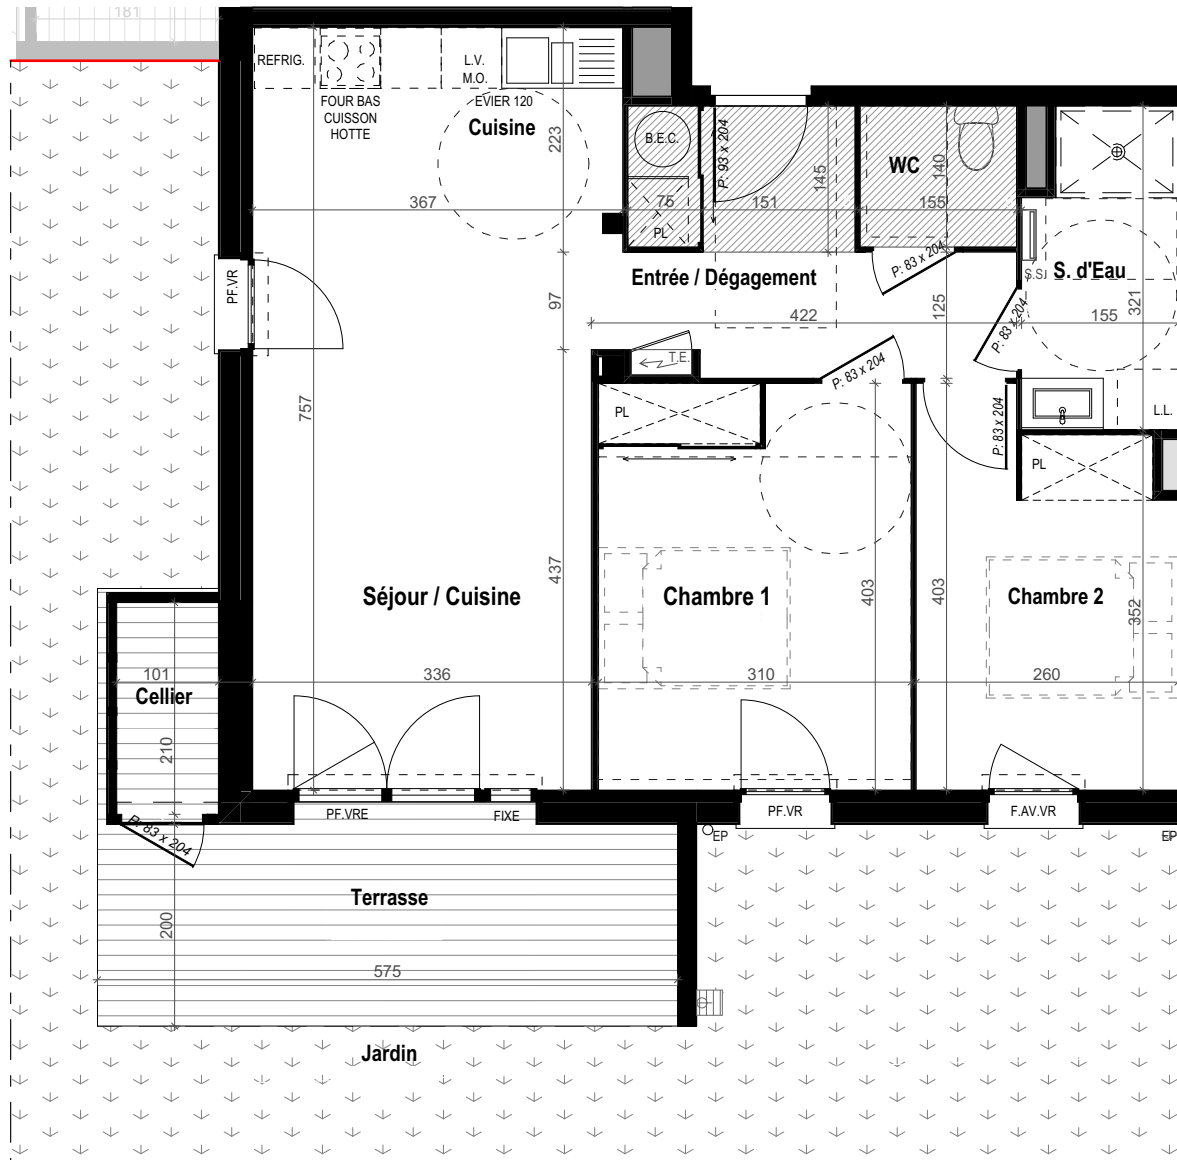 181
REFRIG.
L.V.
M.O.
FOUR BAS
CUISSON
HOTTE
EVIER 120
Cuisine
223
B.E.C.
P: 93 x 204
145
WC
140
367
76
151
155
PL
PF.VR
Entrée / Dégagement
P: 83 x 204
S.S.
S. d'Eau
97
422
125
P: 83 x 204
155
321
T.E.
P: 83 x 204
757
PL
P: 83 x 204
L.L.
PL
437
403
403
352
Séjour / Cuisine
Chambre 1
Chambre 2
101
336
310
260
Cellier
210
P: 83 x 204
PF.VRE
FIXE
PF.VR
F.AV.VR
EP
EP
Terrasse
200
575
Jardin